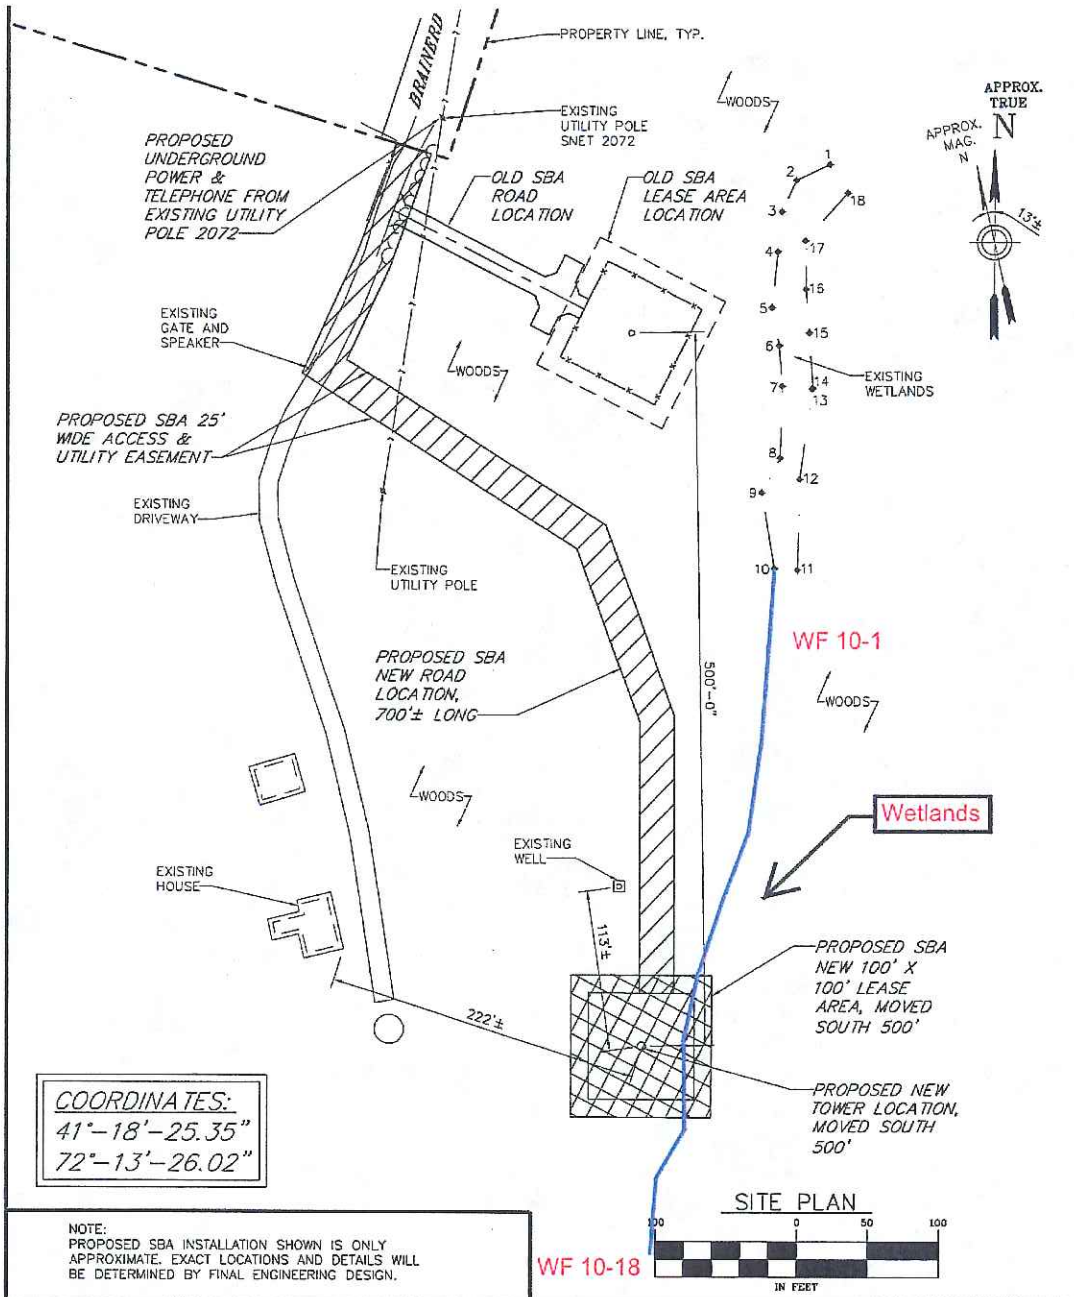 PROPERTY LINE, TYP.
BRAINERD
EXISTING
UTILITY POLE
SNET 2072
WOODS
APPROX.
TRUE
N
APPROX.
MAG.
N
13°±
PROPOSED
UNDERGROUND
POWER &
TELEPHONE FROM
EXISTING UTILITY
POLE 2072
OLD SBA
ROAD
LOCATION
OLD SBA
LEASE AREA
LOCATION
1
2
18
3
4
17
16
5
15
6
7
14
13
8
12
9
10
11
EXISTING
WETLANDS
EXISTING
GATE AND
SPEAKER
WOODS
PROPOSED SBA 25'
WIDE ACCESS &
UTILITY EASEMENT
EXISTING
DRIVEWAY
EXISTING
UTILITY POLE
WF 10-1
PROPOSED SBA
NEW ROAD
LOCATION,
700'± LONG
500'-0"
WOODS
WOODS
Wetlands
EXISTING
WELL
EXISTING
HOUSE
113'±
222'±
PROPOSED SBA
NEW 100' X
100' LEASE
AREA, MOVED
SOUTH 500'
PROPOSED NEW
TOWER LOCATION,
MOVED SOUTH
500'
COORDINATES:
41°-18'-25.35"
72°-13'-26.02"
SITE PLAN
100 0 50 100
IN FEET
WF 10-18
NOTE:
PROPOSED SBA INSTALLATION SHOWN IS ONLY
APPROXIMATE. EXACT LOCATIONS AND DETAILS WILL
BE DETERMINED BY FINAL ENGINEERING DESIGN.